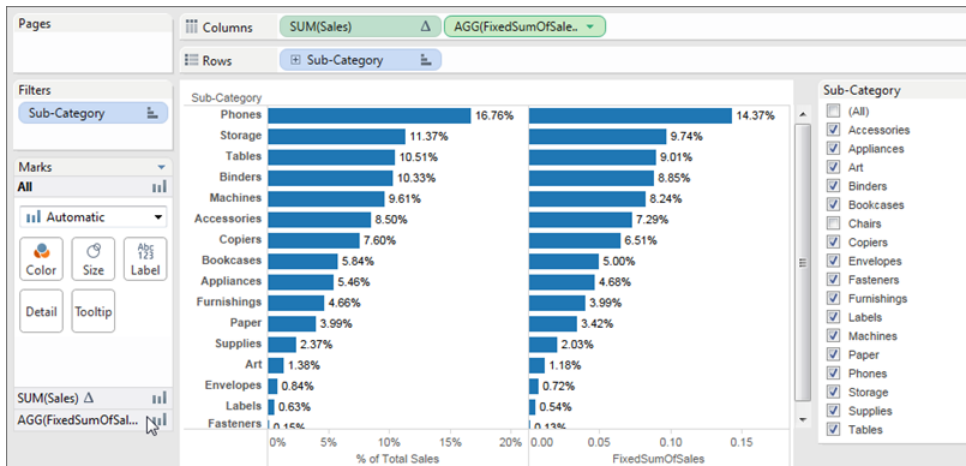 Pages
Columns SUM(Sales) Δ AGG(FixedSumOfSale..
Rows Sub-Category
Filters
Sub-Category
Marks
All
Automatic
Color Size Abc 123 Label
Detail Tooltip
SUM(Sales) Δ
AGG(FixedSumOfSal...
Sub-Category
Phones 16.76% 14.37%
Storage 11.37% 9.74%
Tables 10.51% 9.01%
Binders 10.33% 8.85%
Machines 9.61% 8.24%
Accessories 8.50% 7.29%
Copiers 7.60% 6.51%
Bookcases 5.84% 5.00%
Appliances 5.46% 4.68%
Furnishings 4.66% 3.99%
Paper 3.99% 3.42%
Supplies 2.37% 2.03%
Art 1.38% 1.18%
Envelopes 0.84% 0.72%
Labels 0.63% 0.54%
Fasteners 0.15% 0.13%
0% 5% 10% 15% 20% 0.00 0.05 0.10 0.15
% of Total Sales FixedSumOfSales
Sub-Category
(All)
Accessories
Appliances
Art
Binders
Bookcases
Chairs
Copiers
Envelopes
Fasteners
Furnishings
Labels
Machines
Paper
Phones
Storage
Supplies
Tables